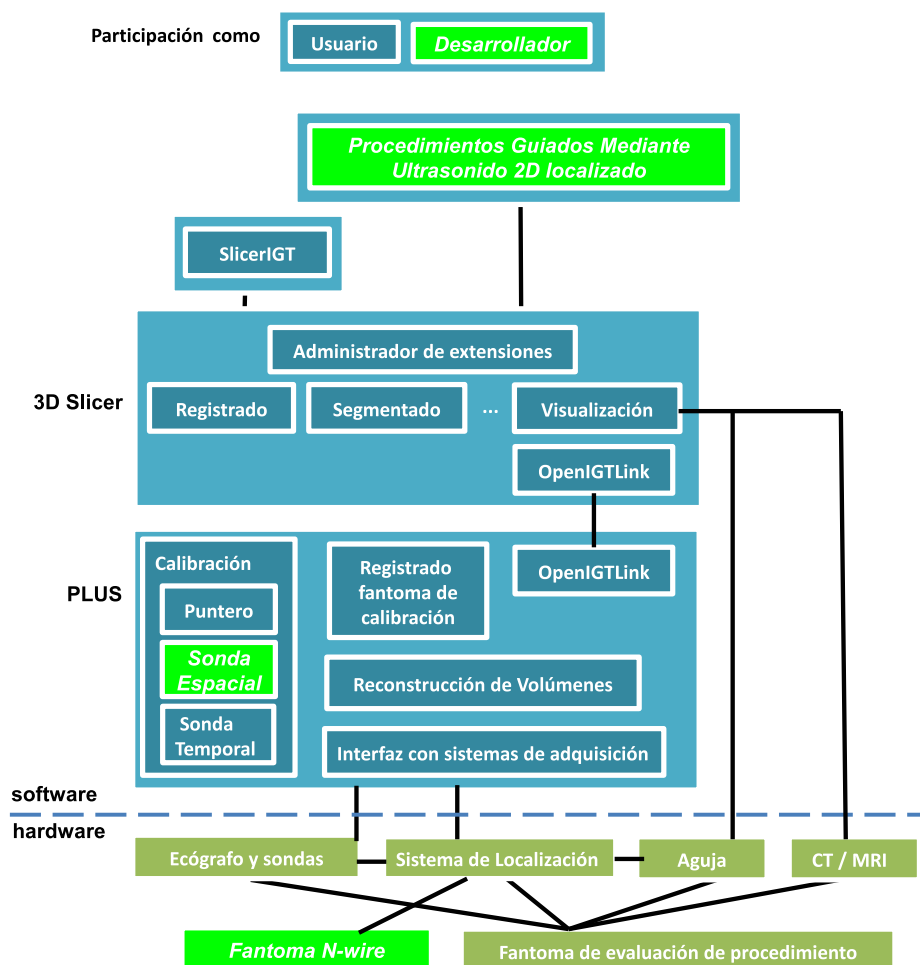 Participación como
Usuario
Desarrollador
Procedimientos Guiados Mediante
Ultrasonido 2D localizado
SlicerIGT
Administrador de extensiones
3D Slicer
Registrado
Segmentado
...
Visualización
OpenIGTLink
PLUS
Calibración
Puntero
Sonda
Espacial
Sonda
Temporal
Registrado
fantoma de
calibración
OpenIGTLink
Reconstrucción de Volúmenes
Interfaz con sistemas de adquisición
software
hardware
Ecógrafo y sondas
Sistema de Localización
Aguja
CT / MRI
Fantoma N-wire
Fantoma de evaluación de procedimiento